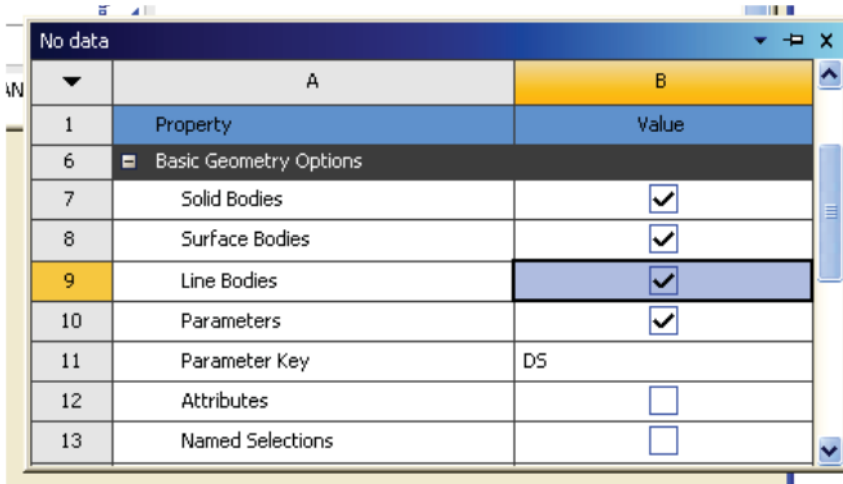 No data
AN
A B
1 Property Value
6 Basic Geometry Options
7 Solid Bodies
8 Surface Bodies
9 Line Bodies
10 Parameters
11 Parameter Key DS
12 Attributes
13 Named Selections